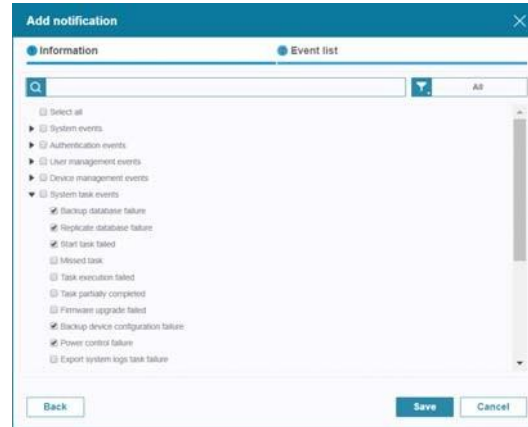 Add notification
1 Information
2 Event list
All
Select all
System events
Authentication events
User management events
Device management events
System task events
Backup database failure
Replicate database failure
Start task failed
Missed task
Task execution failed
Task partially completed
Firmware upgrade failed
Backup device configuration failure
Power control failure
Export system logs task failure
Back
Save
Cancel